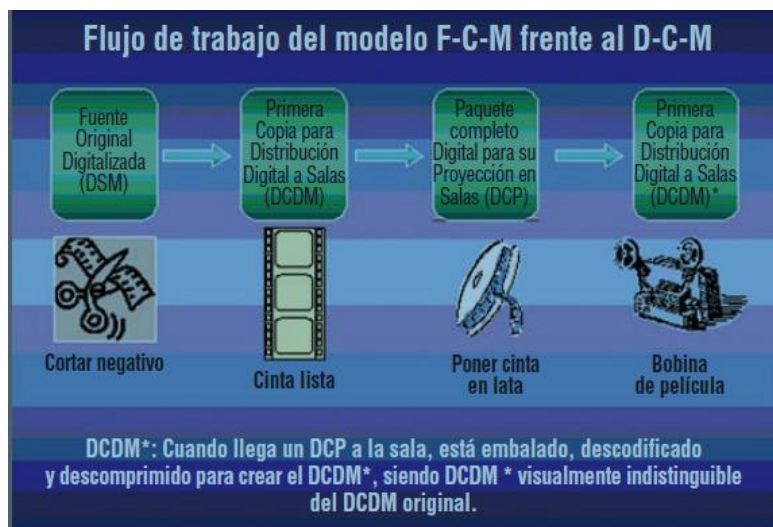 Flujo de trabajo del modelo F-C-M frente al D-C-M
Fuente
Original
Digitalizada
(DSM)
Primera
Copia para
Distribución
Digital a Salas
(DCDM)
Paquete
completo
Digital para su
Proyección en
Salas (DCP)
Primera
Copia para
Distribución
Digital a Salas
(DCDM)*
Cortar negativo
Cinta lista
Poner cinta
en lata
Bobina
de película
DCDM*: Cuando llega un DCP a la sala, está embalado, descodificado
y descomprimido para crear el DCDM*, siendo DCDM * visualmente indistinguible
del DCDM original.